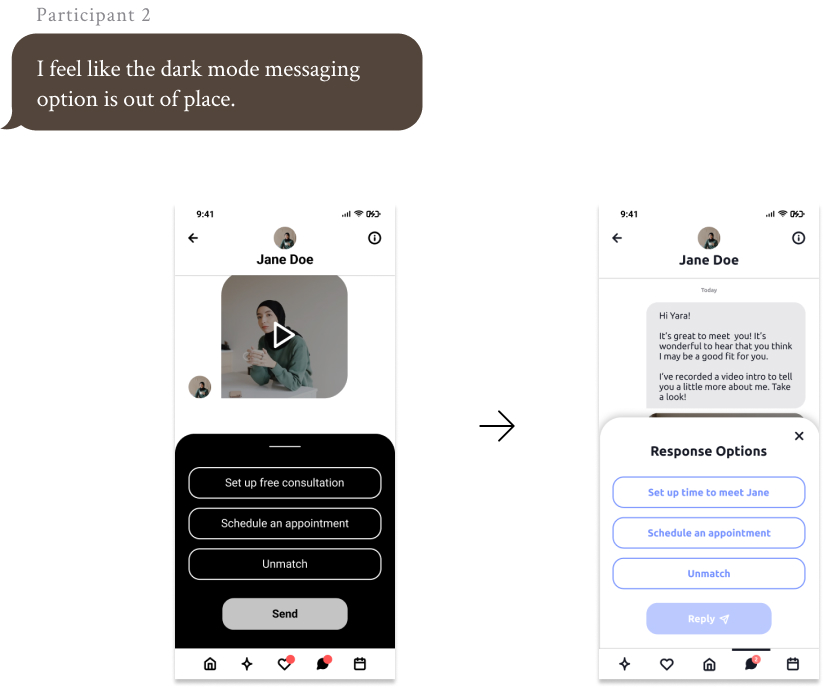 Participant 2
I feel like the dark mode messaging
option is out of place.
9:41
Jane Doe
Set up free consultation
Schedule an appointment
Unmatch
Send
9:41
Jane Doe
Today
Hi Yara!
It's great to meet you! It's
wonderful to hear that you think
I may be a good fit for you.
I've recorded a video intro to tell
you a little more about me. Take
a look!
Response Options
Set up time to meet Jane
Schedule an appointment
Unmatch
Reply